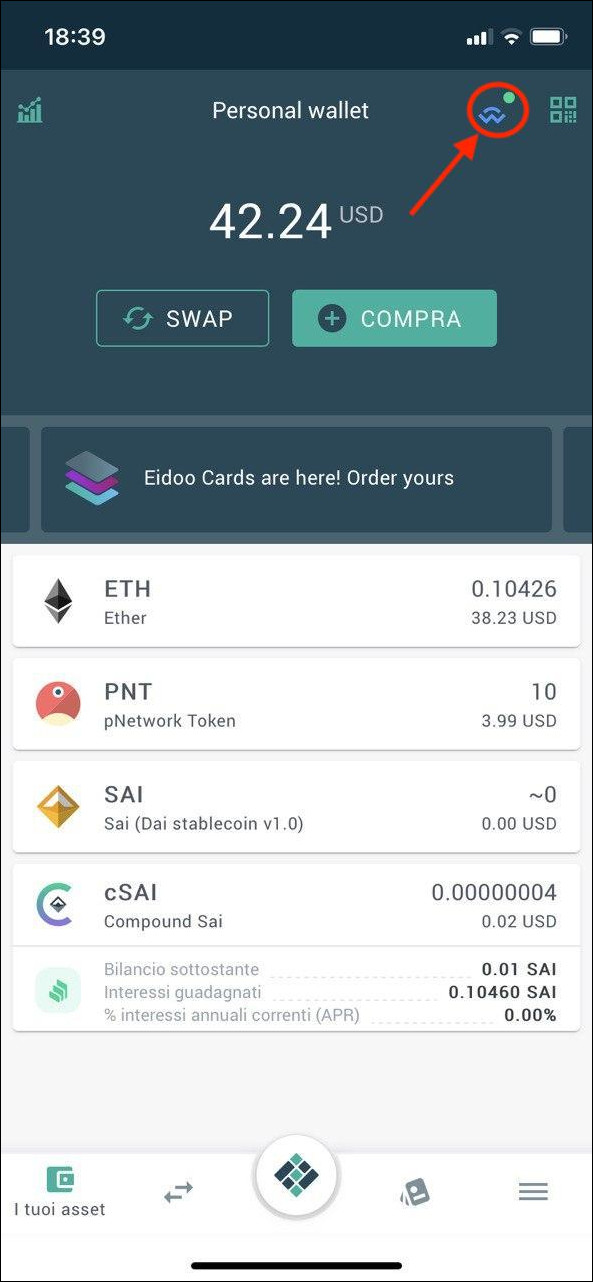 18:39
Personal wallet
42.24 USD
SWAP
COMPRA
Eidoo Cards are here! Order yours
ETH
0.10426
Ether
38.23 USD
PNT
10
pNetwork Token
3.99 USD
SAI
~0
Sai (Dai stablecoin v1.0)
0.00 USD
cSAI
0.00000004
Compound Sai
0.02 USD
Bilancio sottostante 0.01 SAI
Interessi guadagnati 0.10460 SAI
% interessi annuali correnti (APR) 0.00%
I tuoi asset